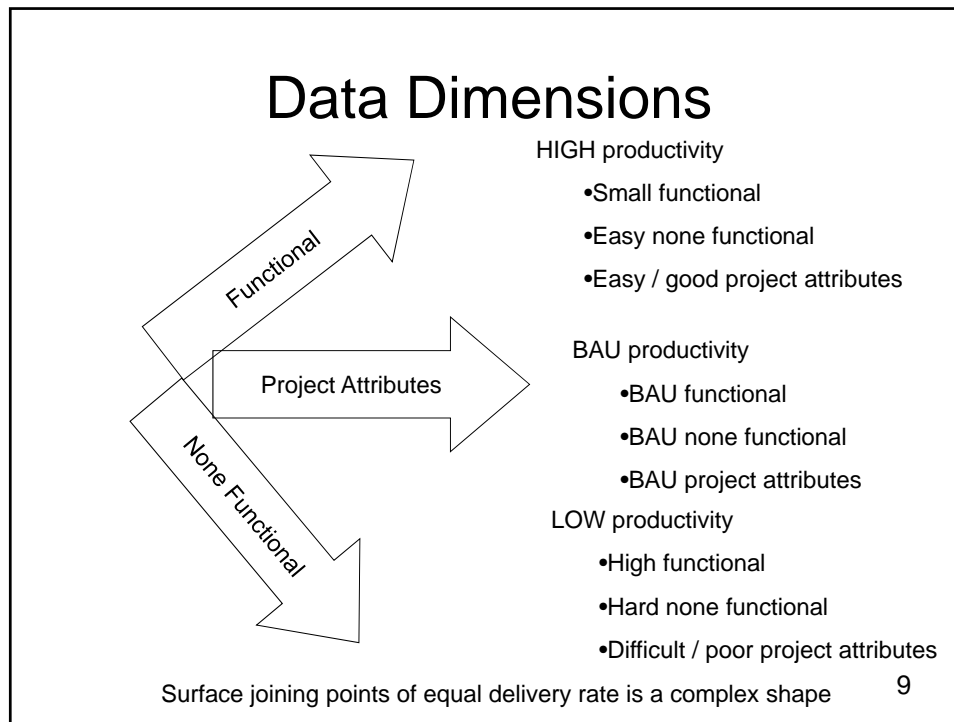 Data Dimensions
Functional
Project Attributes
None Functional
HIGH productivity
•Small functional
•Easy none functional
•Easy / good project attributes
BAU productivity
•BAU functional
•BAU none functional
•BAU project attributes
LOW productivity
•High functional
•Hard none functional
•Difficult / poor project attributes
Surface joining points of equal delivery rate is a complex shape
9